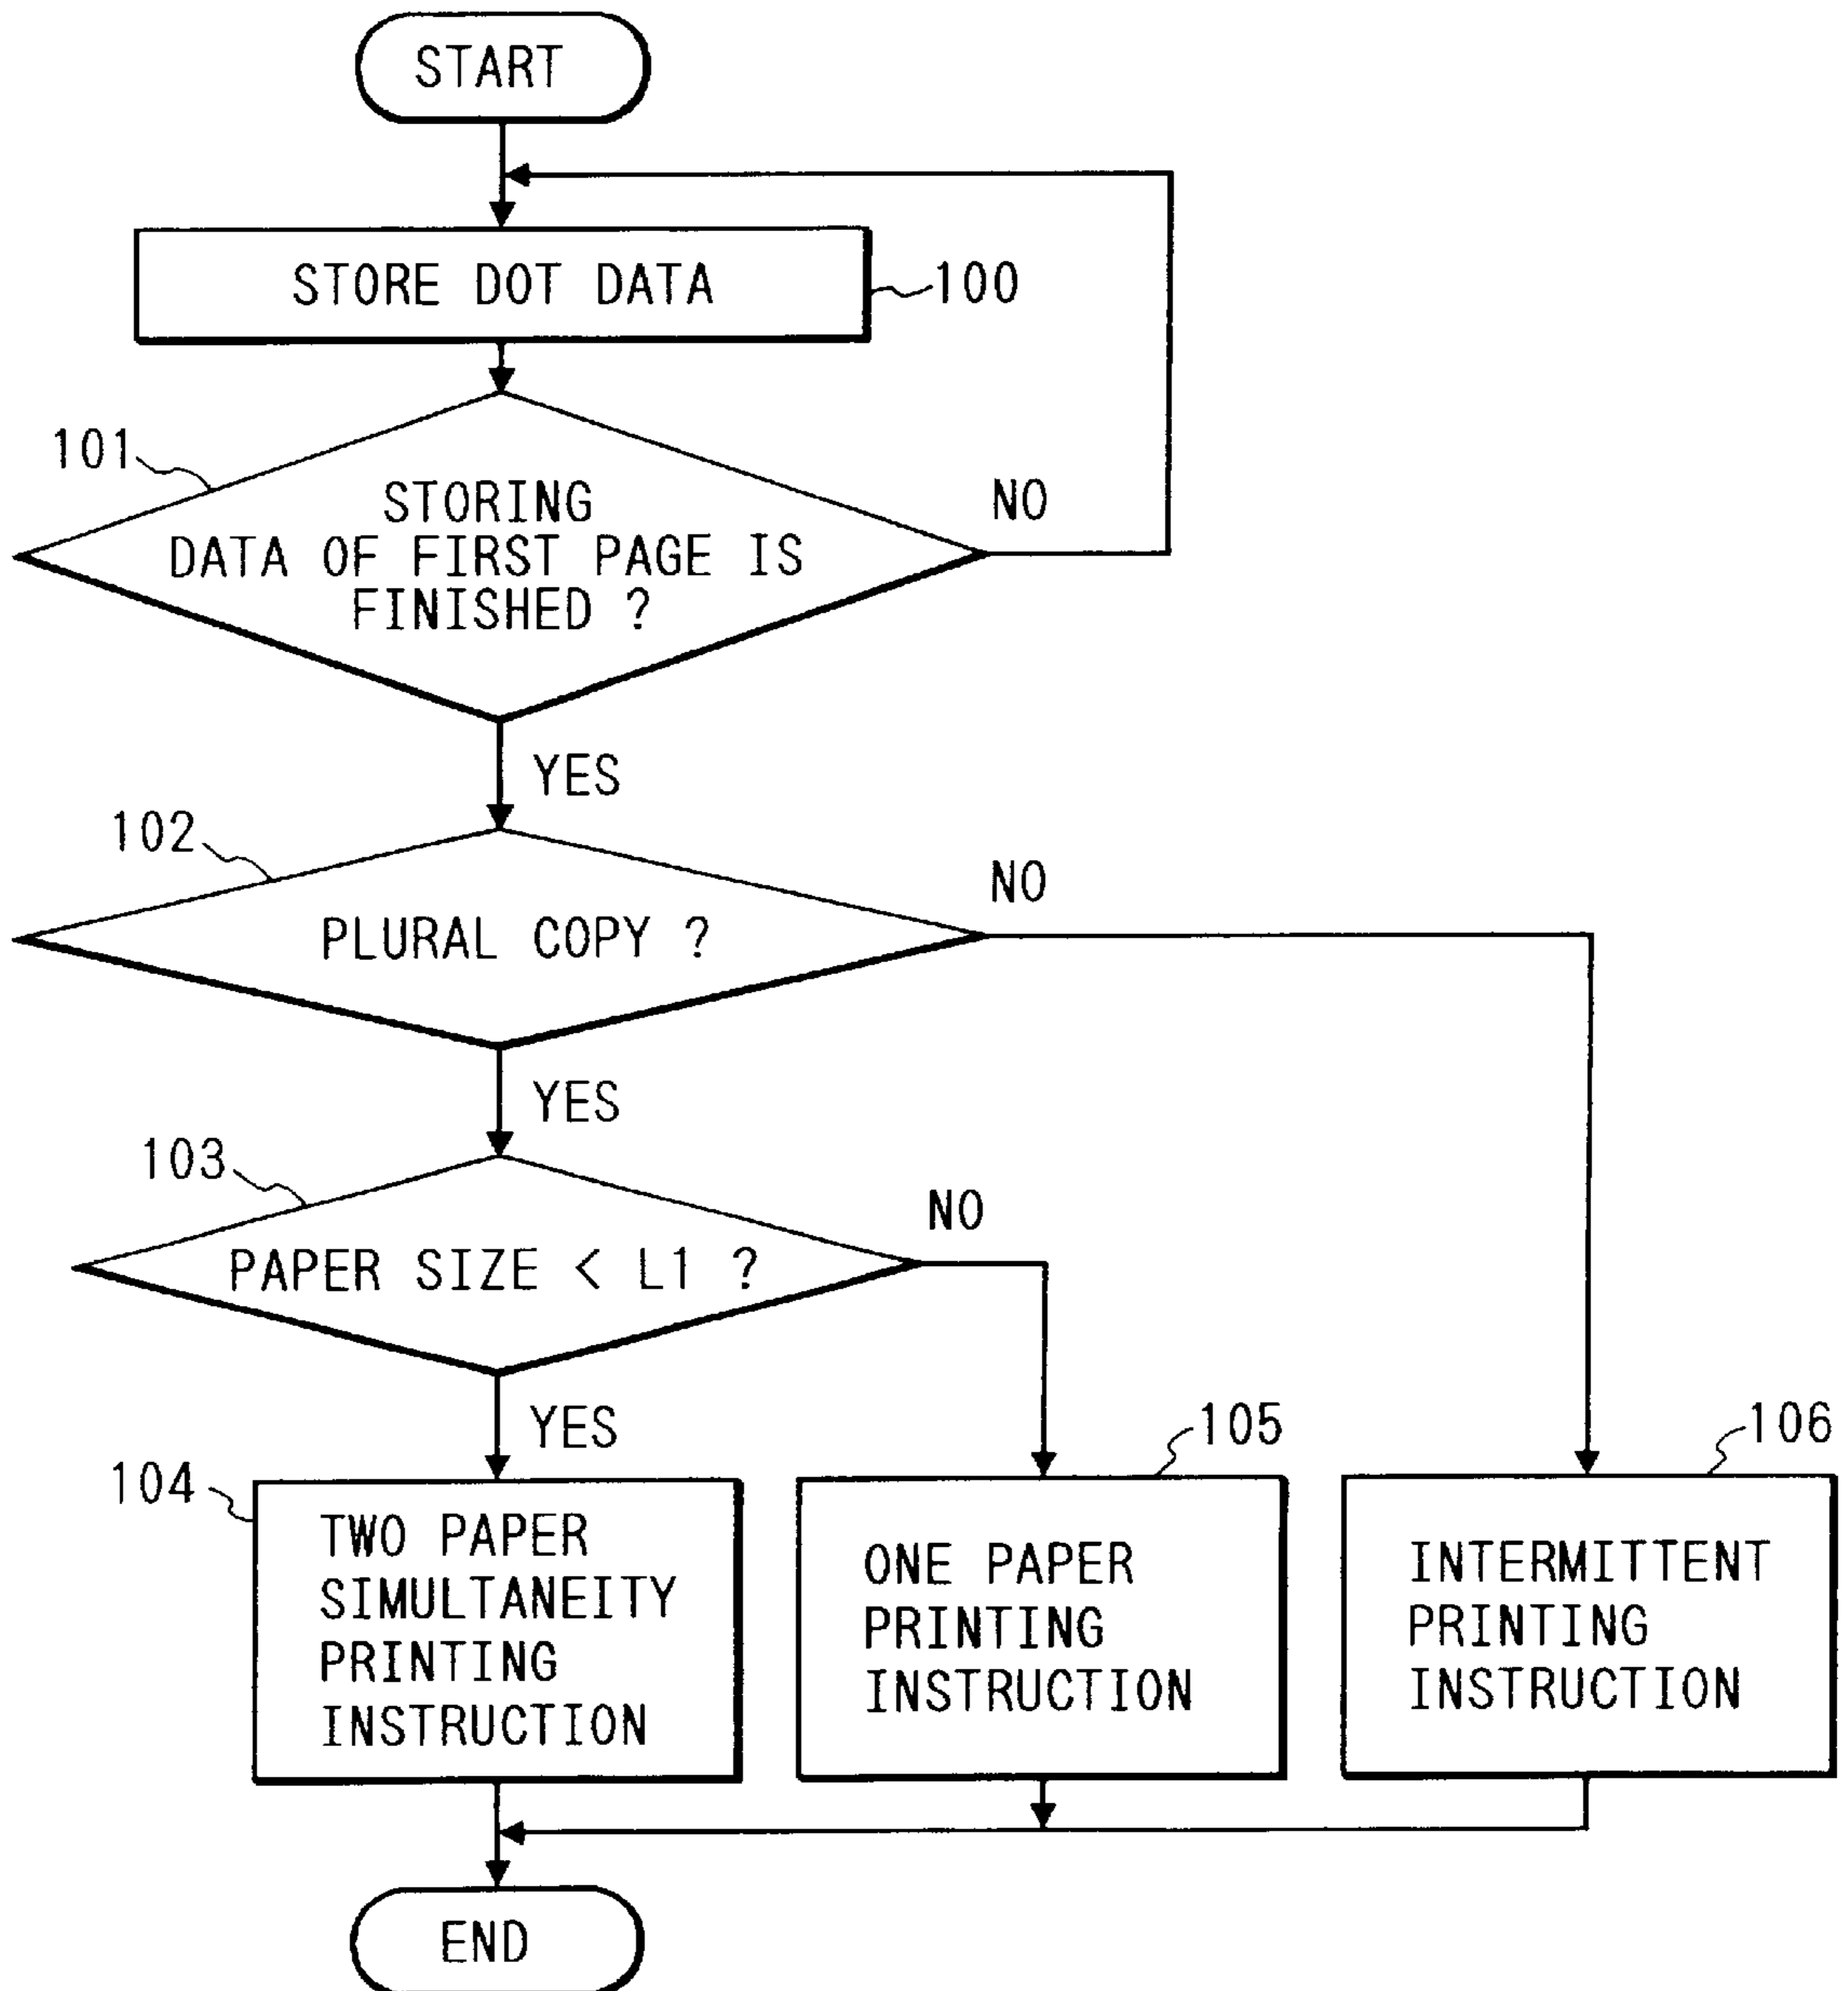 START
STORE DOT DATA
100
101
STORING
DATA OF FIRST PAGE IS
FINISHED ?
NO
YES
102
PLURAL COPY ?
NO
YES
103
PAPER SIZE < L1 ?
NO
YES
104
TWO PAPER
SIMULTANEITY
PRINTING
INSTRUCTION
105
ONE PAPER
PRINTING
INSTRUCTION
106
INTERMITTENT
PRINTING
INSTRUCTION
END